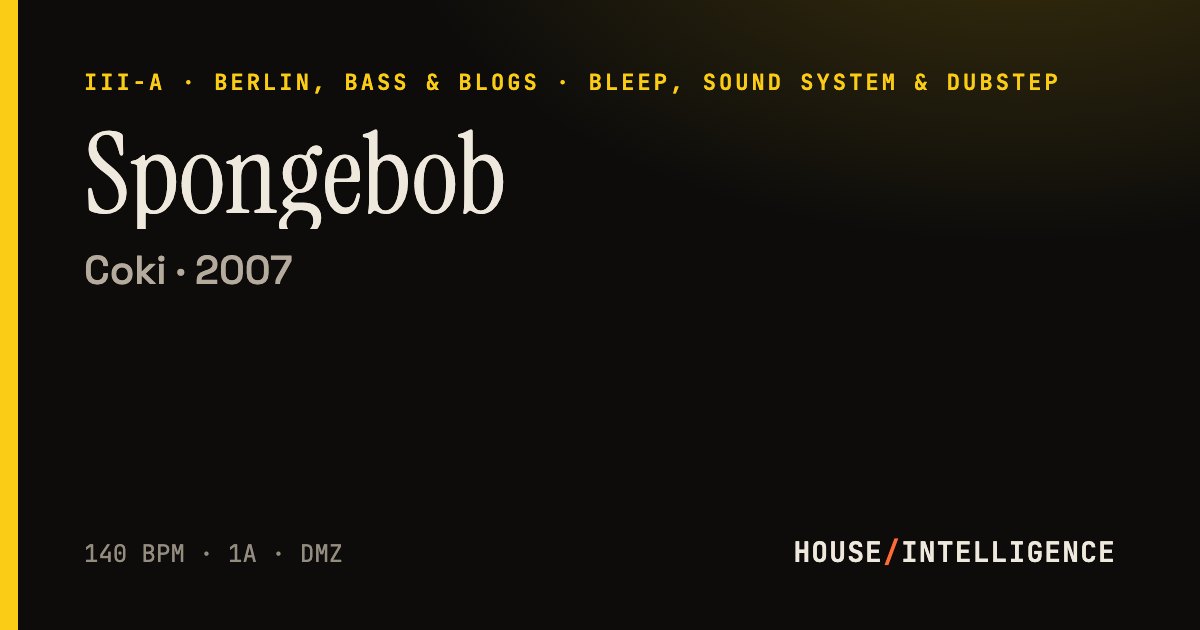 III-A · BERLIN, BASS & BLOGS · BLEEP, SOUND SYSTEM & DUBSTEP
Spongebob
Coki · 2007
140 BPM · 1A · DMZ
HOUSE/INTELLIGENCE